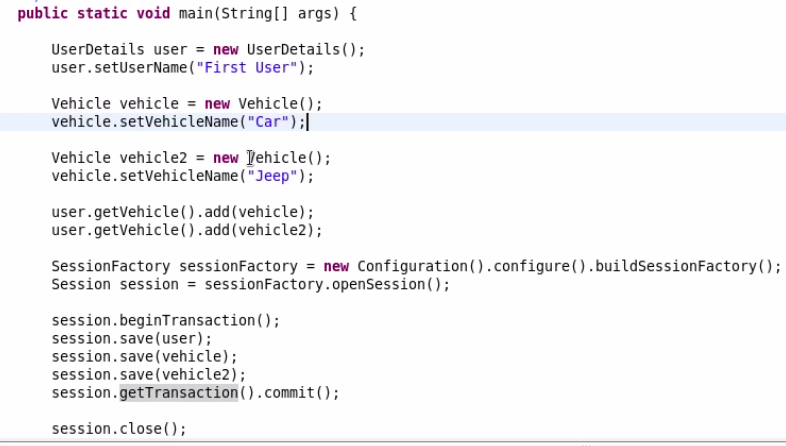 public static void main(String[] args) {
UserDetails user = new UserDetails();
user.setUserName("First User");
Vehicle vehicle = new Vehicle();
vehicle.setVehicleName("Car");
Vehicle vehicle2 = new Vehicle();
vehicle.setVehicleName("Jeep");
user.getVehicle().add(vehicle);
user.getVehicle().add(vehicle2);
SessionFactory sessionFactory = new Configuration().configure().buildSessionFactory();
Session session = sessionFactory.openSession();
session.beginTransaction();
session.save(user);
session.save(vehicle);
session.save(vehicle2);
session.getTransaction().commit();
session.close();